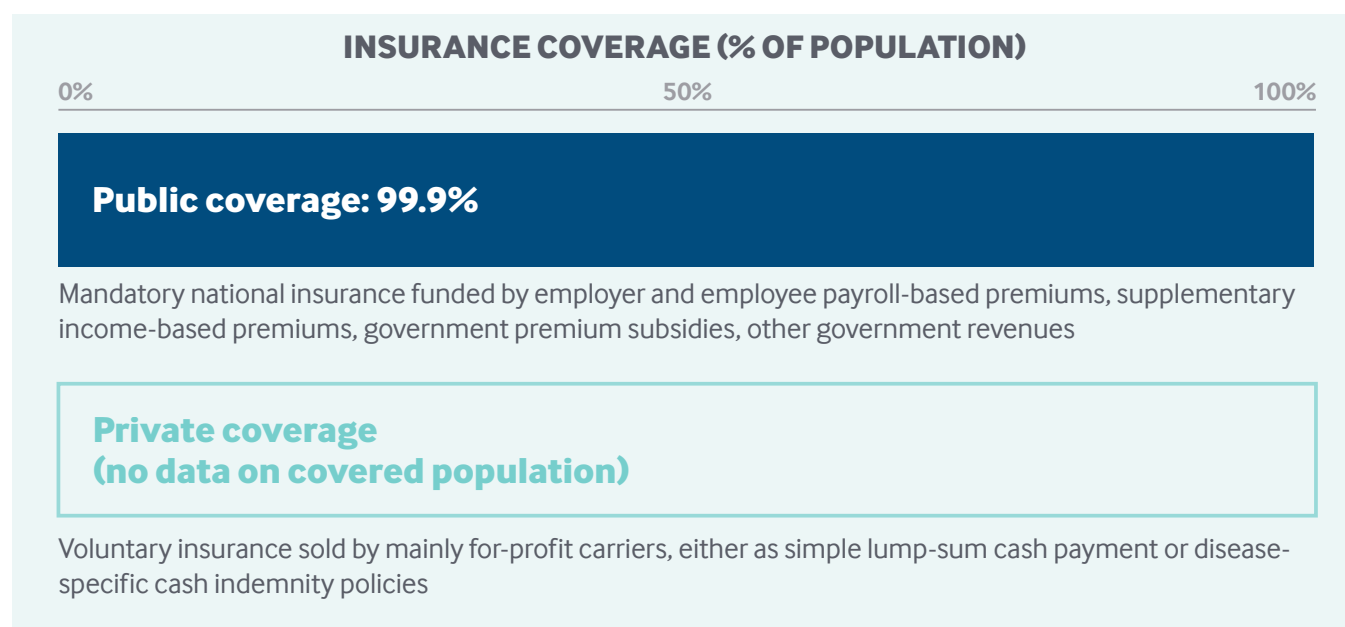 INSURANCE COVERAGE (% OF POPULATION)
0% 50% 100%
Public coverage: 99.9%
Mandatory national insurance funded by employer and employee payroll-based premiums, supplementary
income-based premiums, government premium subsidies, other government revenues
Private coverage
(no data on covered population)
Voluntary insurance sold by mainly for-profit carriers, either as simple lump-sum cash payment or disease-
specific cash indemnity policies